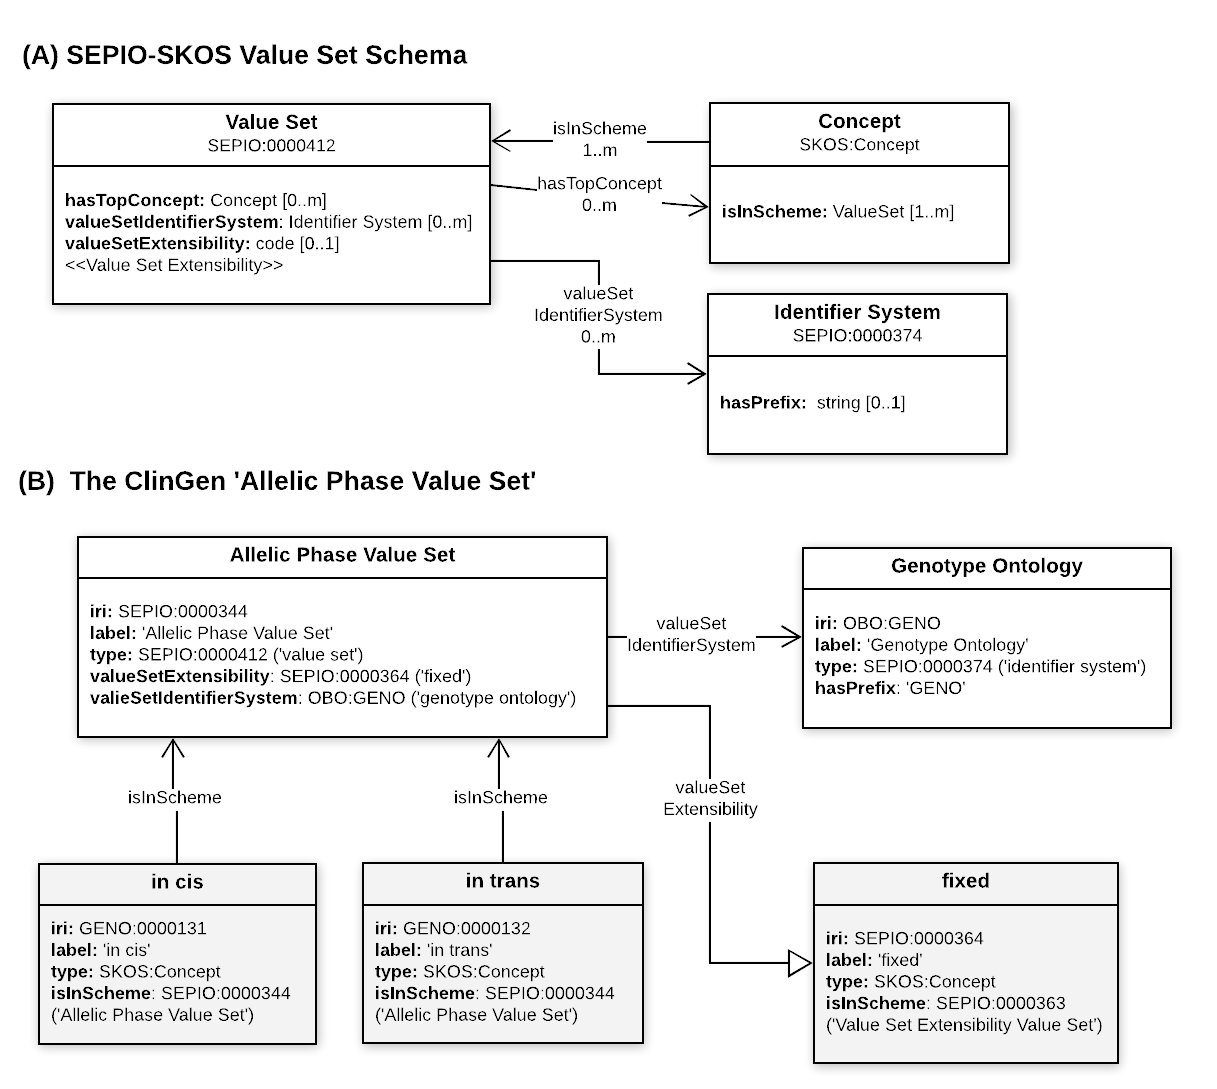 (A) SEPIO-SKOS Value Set Schema
Value Set
SEPIO:0000412
hasTopConcept: Concept [0..m]
valueSetIdentifierSystem: Identifier System [0..m]
valueSetExtensibility: code [0..1]
<<Value Set Extensibility>>
isInScheme
1..m
hasTopConcept
0..m
valueSet
IdentifierSystem
0..m
Concept
SKOS:Concept
isInScheme: ValueSet [1..m]
Identifier System
SEPIO:0000374
hasPrefix:  string [0..1]
(B)  The ClinGen 'Allelic Phase Value Set'
Allelic Phase Value Set
iri: SEPIO:0000344
label: 'Allelic Phase Value Set'
type: SEPIO:0000412 ('value set')
valueSetExtensibility: SEPIO:0000364 ('fixed')
valieSetIdentifierSystem: OBO:GENO ('genotype ontology')
valueSet
IdentifierSystem
Genotype Ontology
iri: OBO:GENO
label: 'Genotype Ontology'
type: SEPIO:0000374 ('identifier system')
hasPrefix: 'GENO'
isInScheme
isInScheme
valueSet
Extensibility
in cis
iri: GENO:0000131
label: 'in cis'
type: SKOS:Concept
isInScheme: SEPIO:0000344
('Allelic Phase Value Set')
in trans
iri: GENO:0000132
label: 'in trans'
type: SKOS:Concept
isInScheme: SEPIO:0000344
('Allelic Phase Value Set')
fixed
iri: SEPIO:0000364
label: 'fixed'
type: SKOS:Concept
isInScheme: SEPIO:0000363
('Value Set Extensibility Value Set')